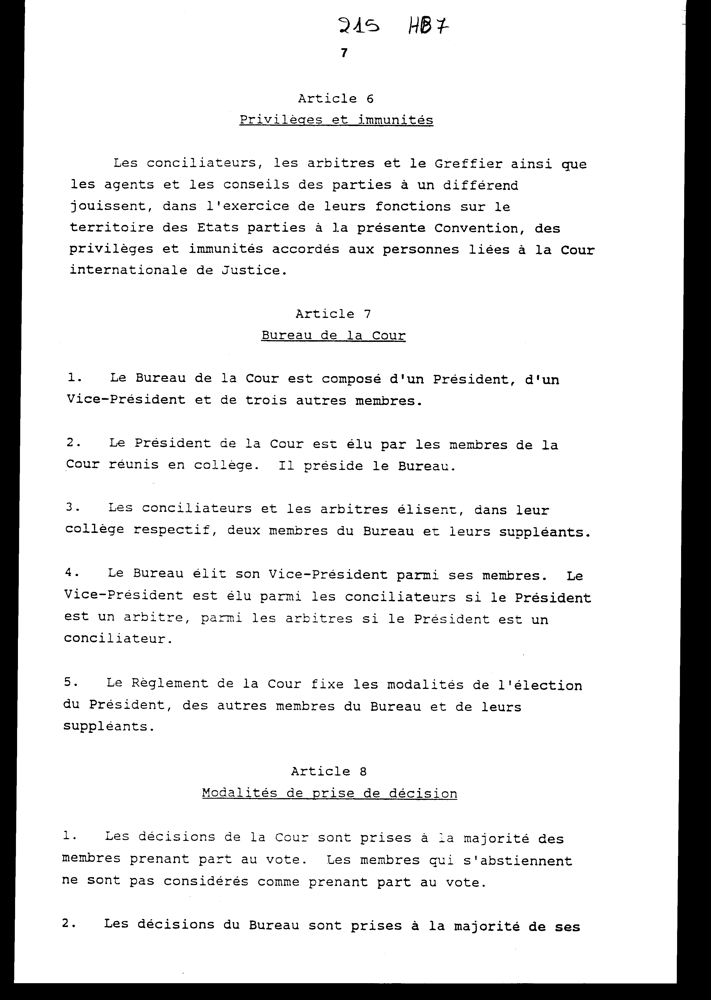 215 HB7
7
Article 6
Privilèges et immunités
Les conciliateurs, les arbitres et le Greffier ainsi que
les agents et les conseils des parties à un différend
jouissent, dans l'exercice de leurs fonctions sur le
territoire des Etats parties à la présente Convention, des
privilèges et immunités accordés aux personnes liées à la Cour
internationale de Justice.
Article 7
Bureau de la Cour
1. Le Bureau de la Cour est composé d'un Président, d'un
Vice-Président et de trois autres membres.
2. Le Président de la Cour est élu par les membres de la
Cour réunis en collège. Il préside le Bureau.
3. Les conciliateurs et les arbitres élisent, dans leur
collège respectif, deux membres du Bureau et leurs suppléants.
4. Le Bureau élit son Vice-Président parmi ses membres. Le
Vice-Président est élu parmi les conciliateurs si le Président
est un arbitre, parmi les arbitres si le Président est un
conciliateur.
5. Le Règlement de la Cour fixe les modalités de l'élection
du Président, des autres membres du Bureau et de leurs
suppléants.
Article 8
Modalités de prise de décision
1. Les décisions de la Cour sont prises à la majorité des
membres prenant part au vote. Les membres qui s'abstiennent
ne sont pas considérés comme prenant part au vote.
2. Les décisions du Bureau sont prises à la majorité de ses